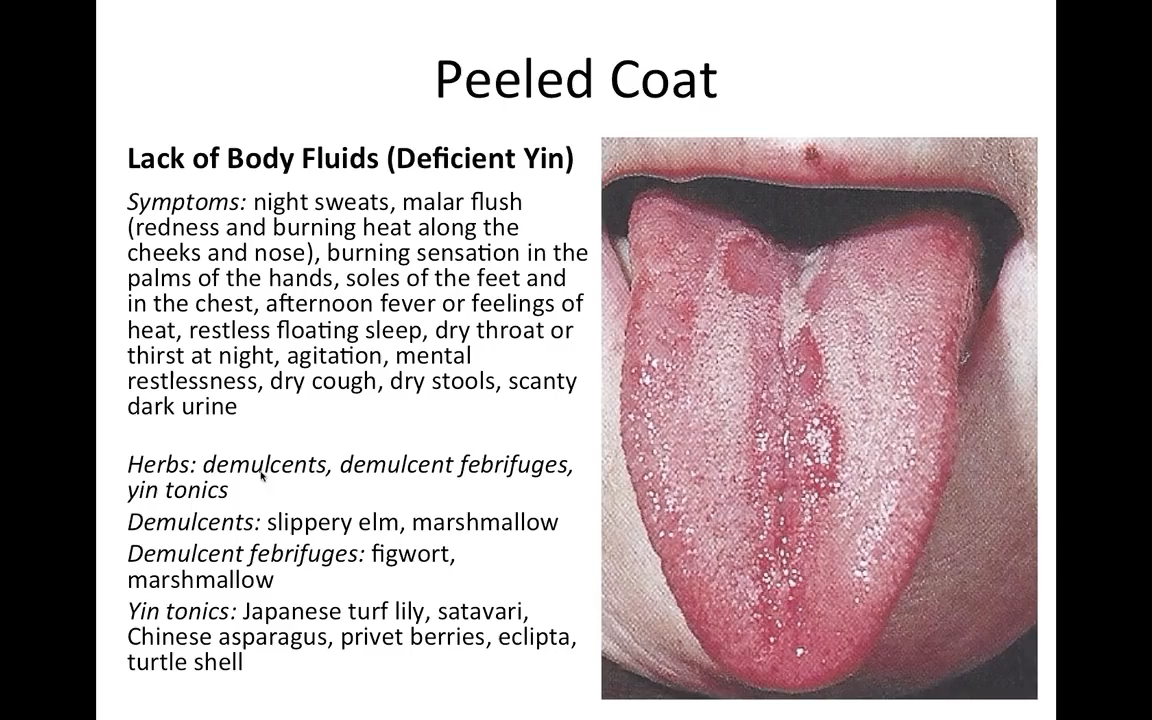 Peeled Coat
Lack of Body Fluids (Deficient Yin)
Symptoms: night sweats, malar flush
(redness and burning heat along the
cheeks and nose), burning sensation in the
palms of the hands, soles of the feet and
in the chest, afternoon fever or feelings of
heat, restless floating sleep, dry throat or
thirst at night, agitation, mental
restlessness, dry cough, dry stools, scanty
dark urine
Herbs: demulcents, demulcent febrifuges,
yin tonics
Demulcents: slippery elm, marshmallow
Demulcent febrifuges: figwort,
marshmallow
Yin tonics: Japanese turf lily, satavari,
Chinese asparagus, privet berries, eclipta,
turtle shell